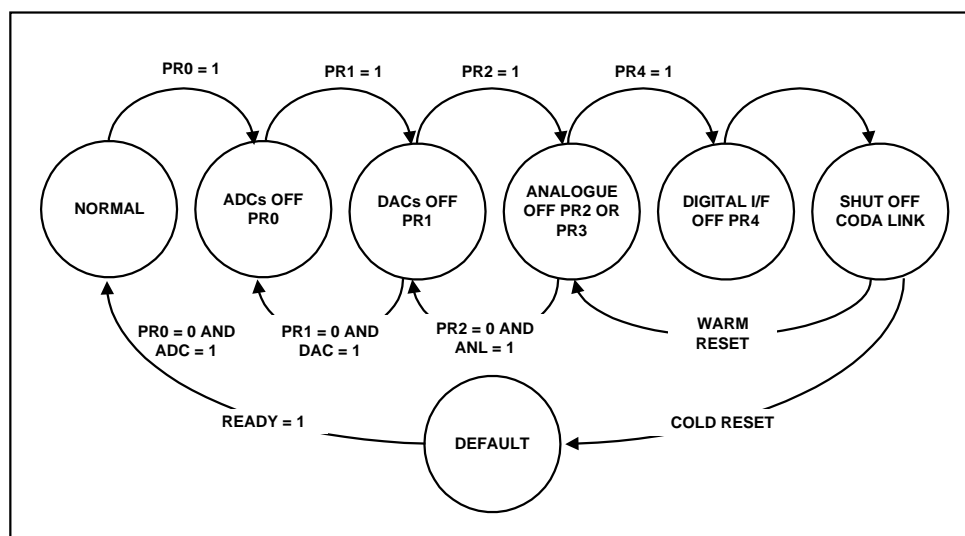 PR0 = 1
PR1 = 1
PR2 = 1
PR4 = 1
NORMAL
ADCs OFF
PR0
DACs OFF
PR1
ANALOGUE
OFF PR2 OR
PR3
DIGITAL I/F
OFF PR4
SHUT OFF
CODA LINK
PR0 = 0 AND
ADC = 1
PR1 = 0 AND
DAC = 1
PR2 = 0 AND
ANL = 1
WARM
RESET
READY = 1
DEFAULT
COLD RESET